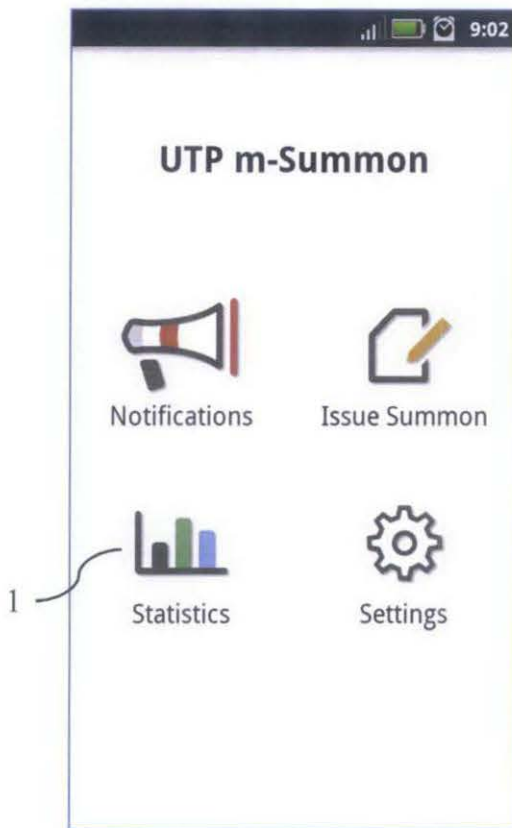 9:02
UTP m-Summon
Notifications
Issue Summon
1
Statistics
Settings